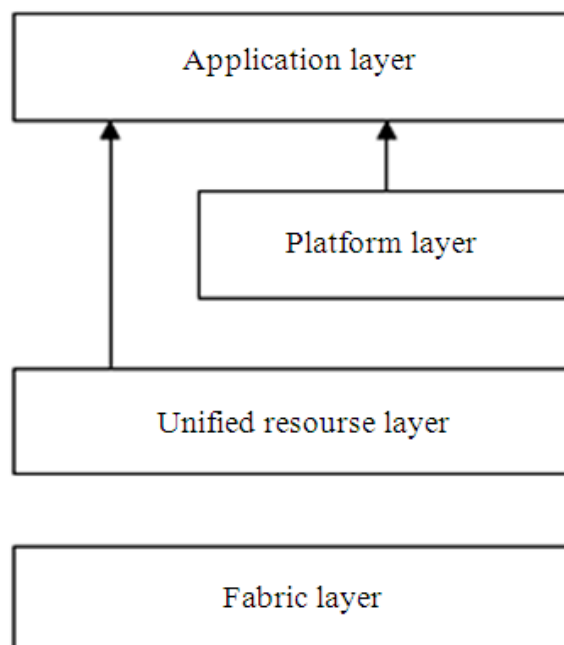 Application layer
Platform layer
Unified resourse layer
Fabric layer